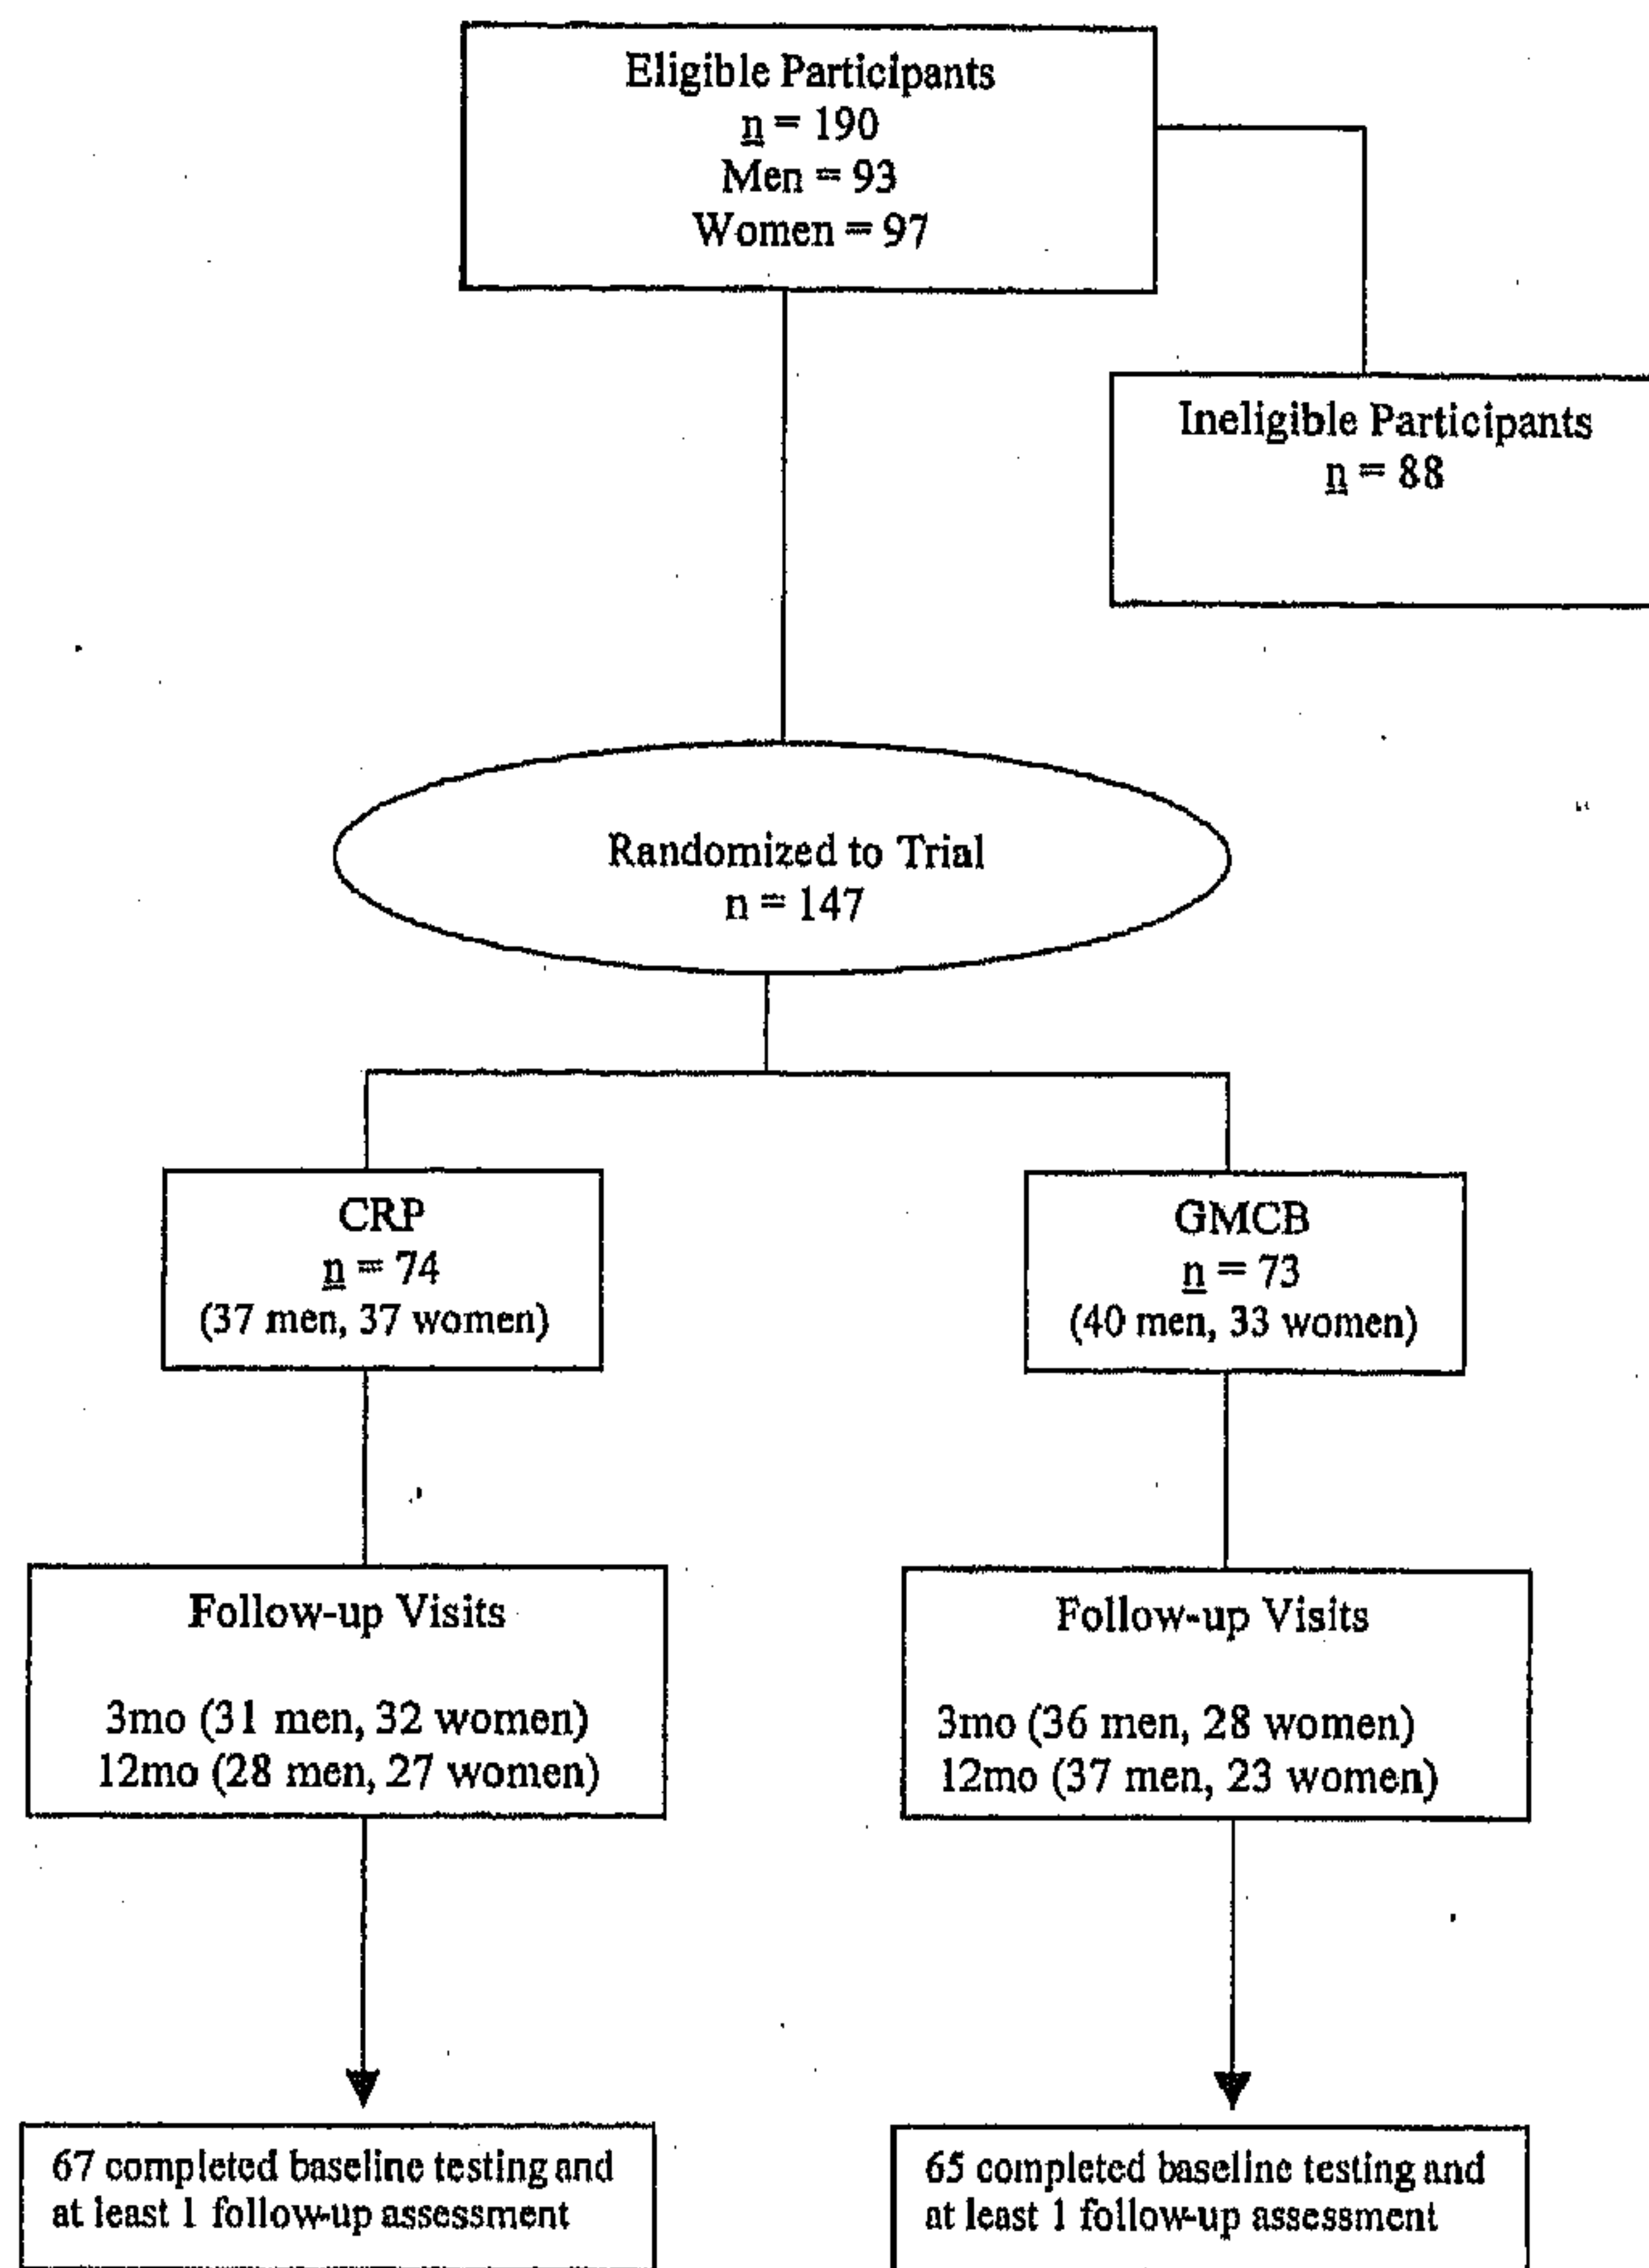 Eligible Participants
n = 190
Men = 93
Women = 97
Ineligible Participants
n = 88
Randomized to Trial
n = 147
CRP
n = 74
(37 men, 37 women)
GMCB
n = 73
(40 men, 33 women)
Follow-up Visits
3mo (31 men, 32 women)
12mo (28 men, 27 women)
Follow-up Visits
3mo (36 men, 28 women)
12mo (37 men, 23 women)
67 completed baseline testing and
at least 1 follow-up assessment
65 completed baseline testing and
at least 1 follow-up assessment